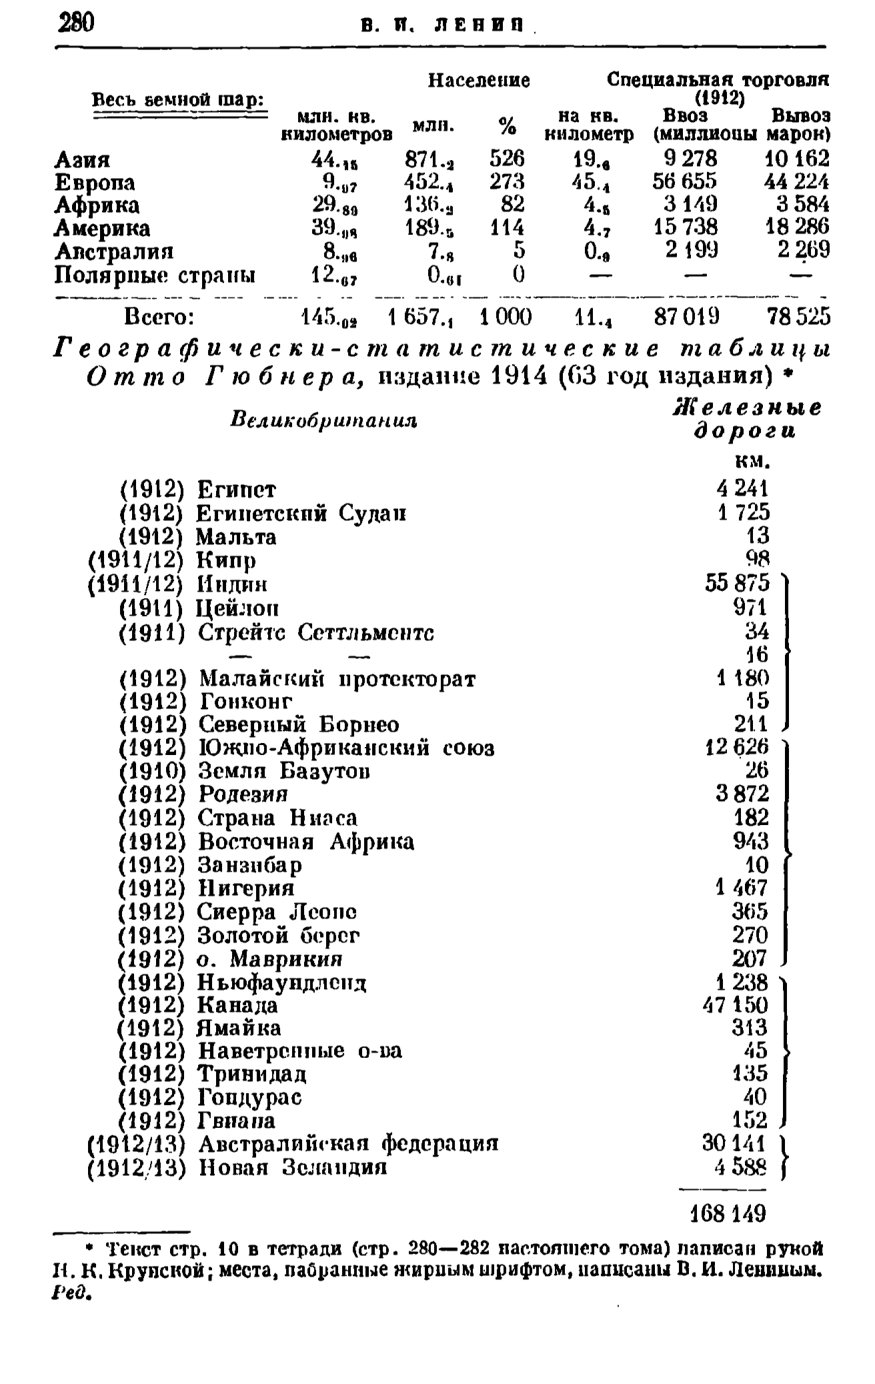 280 В. И. ЛЕНИН
Население Специальная торговля
Весь земной шар: (1912)
млн. кв. млн. % на кв. Ввоз Вывоз
километров километр (миллионы марок)
Азия 44.15 871.2 526 19.6 9 278 10 162
Европа 9.97 452.4 273 45.4 56 655 44 224
Африка 29.89 136.2 82 4.5 3 149 3 584
Америка 39.98 189.5 114 4.7 15 738 18 286
Австралия 8.96 7.8 5 0.9 2 199 2 269
Полярные страны 12.67 0.01 0 — — —
Всего: 145.02 1 657.1 1 000 11.4 87 019 78 525
Географически-статистические таблицы
Отто Гюбнера, издание 1914 (63 год издания) *
Великобритания Железные
дороги
км.
(1912) Египет 4 241
(1912) Египетский Судан 1 725
(1912) Мальта 13
(1911/12) Кипр 98
(1911/12) Индия 55 875
(1911) Цейлон 971
(1911) Стрейтс Сеттльментс 34
— — 16
(1912) Малайский протекторат 1 180
(1912) Гонконг 15
(1912) Северный Борнео 211
(1912) Южно-Африканский союз 12 626
(1910) Земля Базутов 26
(1912) Родезия 3 872
(1912) Страна Ниаса 182
(1912) Восточная Африка 943
(1912) Занзибар 10
(1912) Нигерия 1 467
(1912) Сиерра Леоне 365
(1912) Золотой берег 270
(1912) о. Маврикия 207
(1912) Ньюфаундленд 1 238
(1912) Канада 47 150
(1912) Ямайка 313
(1912) Наветренные о-ва 45
(1912) Тринидад 135
(1912) Гондурас 40
(1912) Гвиана 152
(1912/13) Австралийская федерация 30 141
(1912/13) Новая Зеландия 4 588
168 149
* Текст стр. 10 в тетради (стр. 280—282 настоящего тома) написан рукой
Н. К. Крупской; места, набранные жирным шрифтом, написаны В. И. Лениным.
Ред.